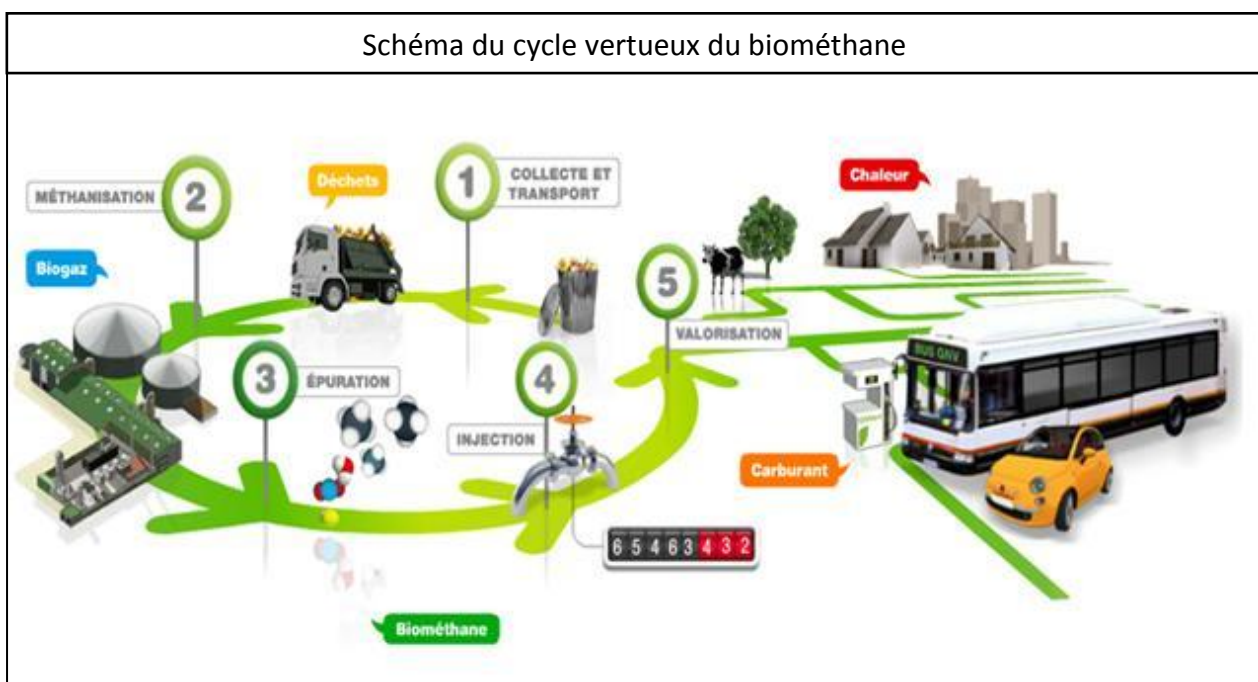 Schéma du cycle vertueux du biométhane
1
COLLECTE ET
TRANSPORT
Déchets
2
MÉTHANISATION
Biogaz
3
ÉPURATION
Biométhane
4
INJECTION
6 5 4 6 3 4 3 2
5
VALORISATION
Chaleur
BUS GNV
Carburant